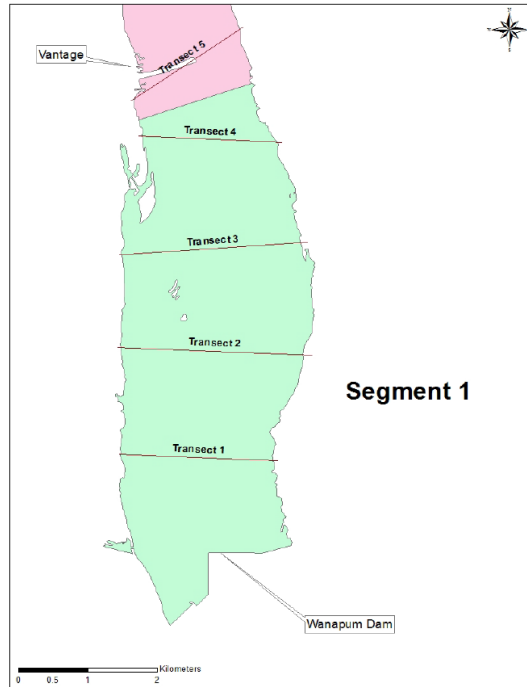 Vantage
Transect 5
Transect 4
Transect 3
Transect 2
Segment 1
Transect 1
Wanapum Dam
Kilometers
0 0.5 1 2